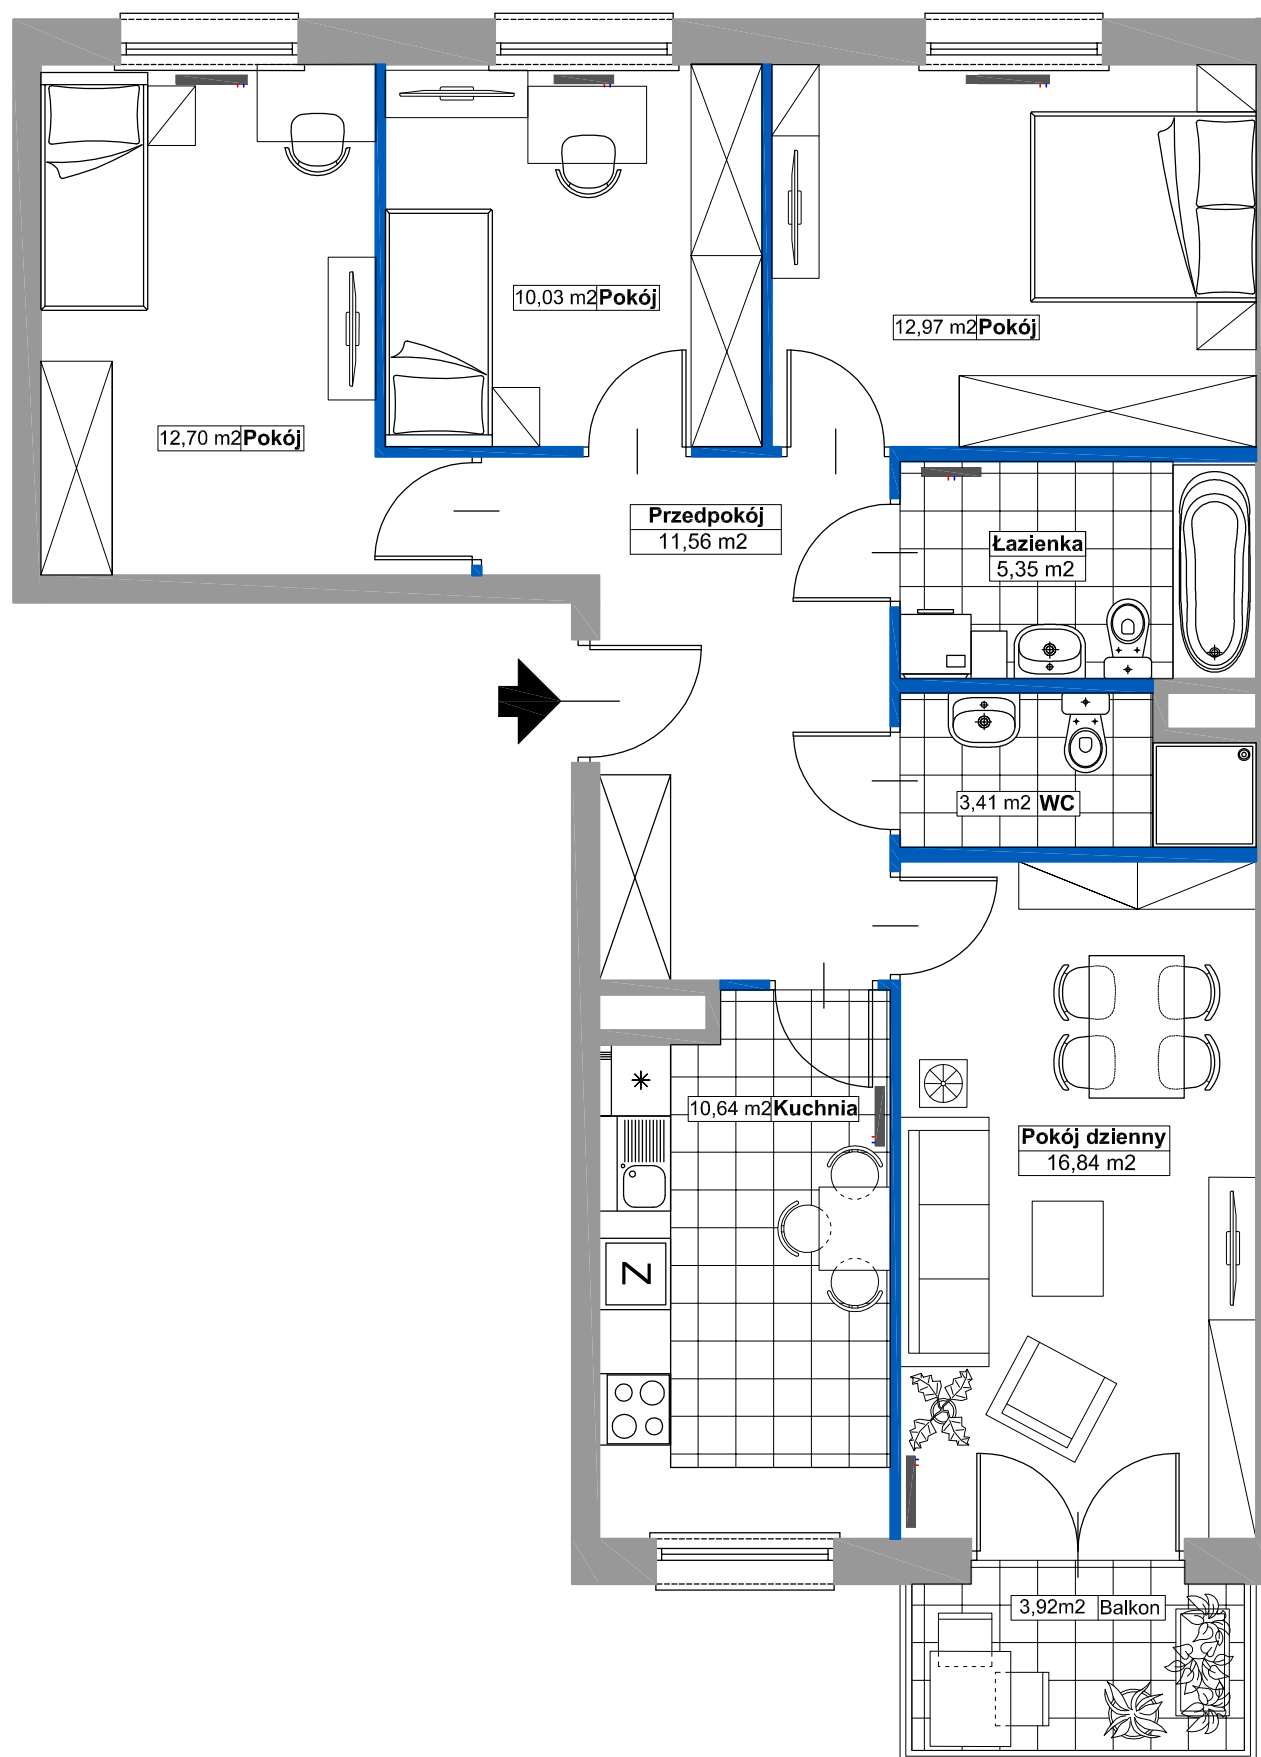 10,03 m2 Pokój
12,97 m2 Pokój
12,70 m2 Pokój
Przedpokój
11,56 m2
Łazienka
5,35 m2
3,41 m2 WC
10,64 m2 Kuchnia
Pokój dzienny
16,84 m2
Z
3,92m2 Balkon